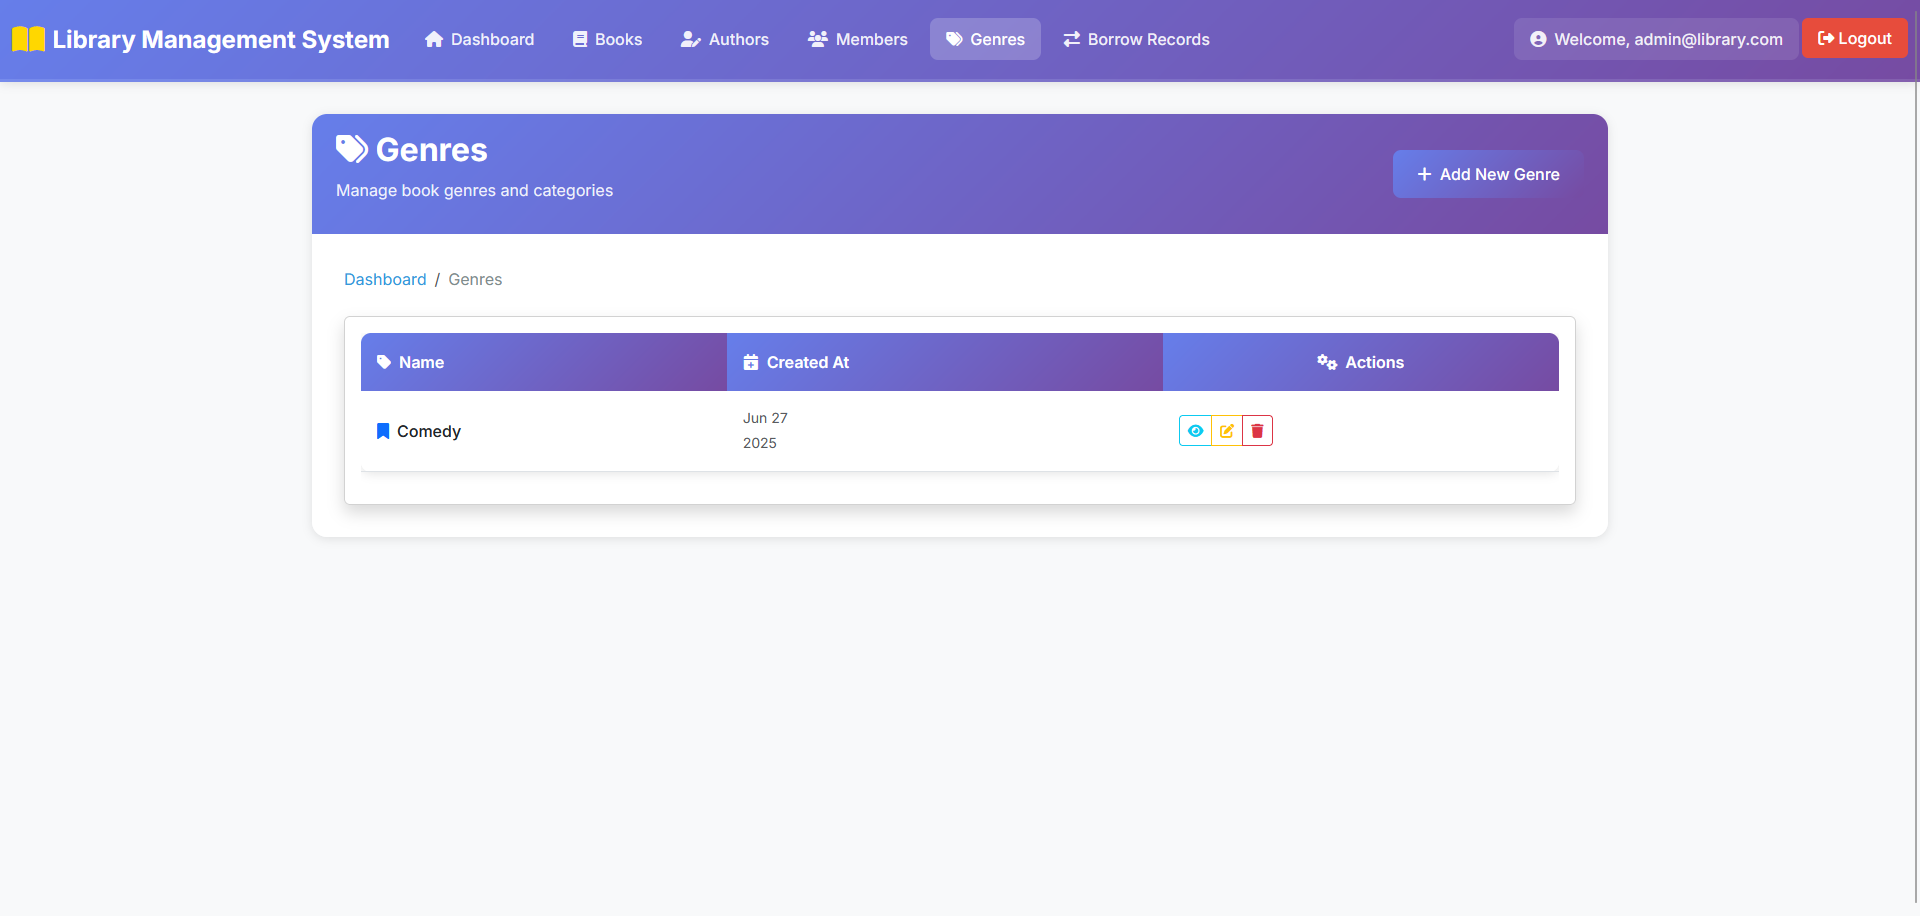 Library Management System Dashboard Books Authors Members Genres Borrow Records Welcome, admin@library.com Logout
Genres
Manage book genres and categories
Add New Genre
Dashboard / Genres
Name Created At Actions
Comedy
Jun 27
2025